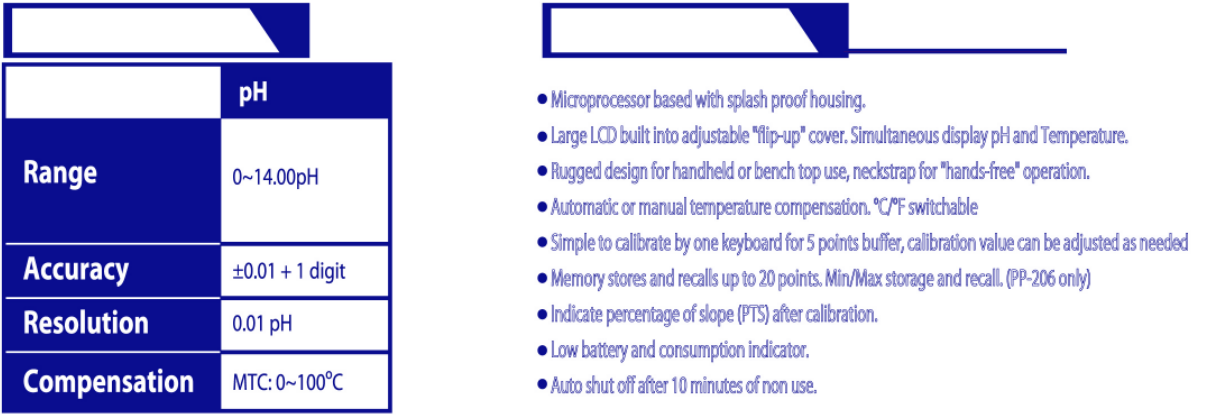 pH
Range
0~14.00pH
Accuracy
±0.01 + 1 digit
Resolution
0.01 pH
Compensation
MTC: 0~100°C
● Microprocessor based with splash proof housing.
● Large LCD built into adjustable "flip-up" cover. Simultaneous display pH and Temperature.
● Rugged design for handheld or bench top use, neckstrap for "hands-free" operation.
● Automatic or manual temperature compensation. °C/°F switchable
● Simple to calibrate by one keyboard for 5 points buffer, calibration value can be adjusted as needed
● Memory stores and recalls up to 20 points. Min/Max storage and recall. (PP-206 only)
● Indicate percentage of slope (PTS) after calibration.
● Low battery and consumption indicator.
● Auto shut off after 10 minutes of non use.